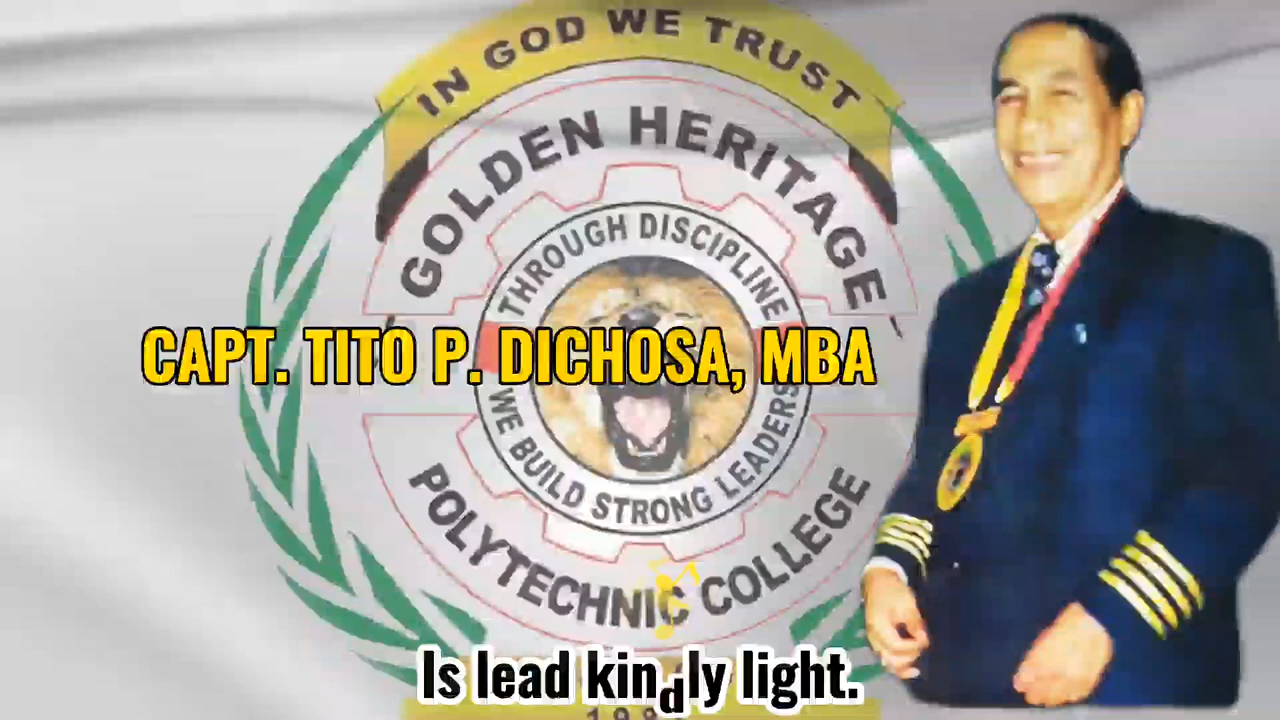 IN GOD WE TRUST
GOLDEN HERITAGE
THROUGH DISCIPLINE
CAPT. TITO P. DICHOSA, MBA
WE BUILD STRONG LEADERS
POLYTECHNIC COLLEGE
Is lead kindly light.